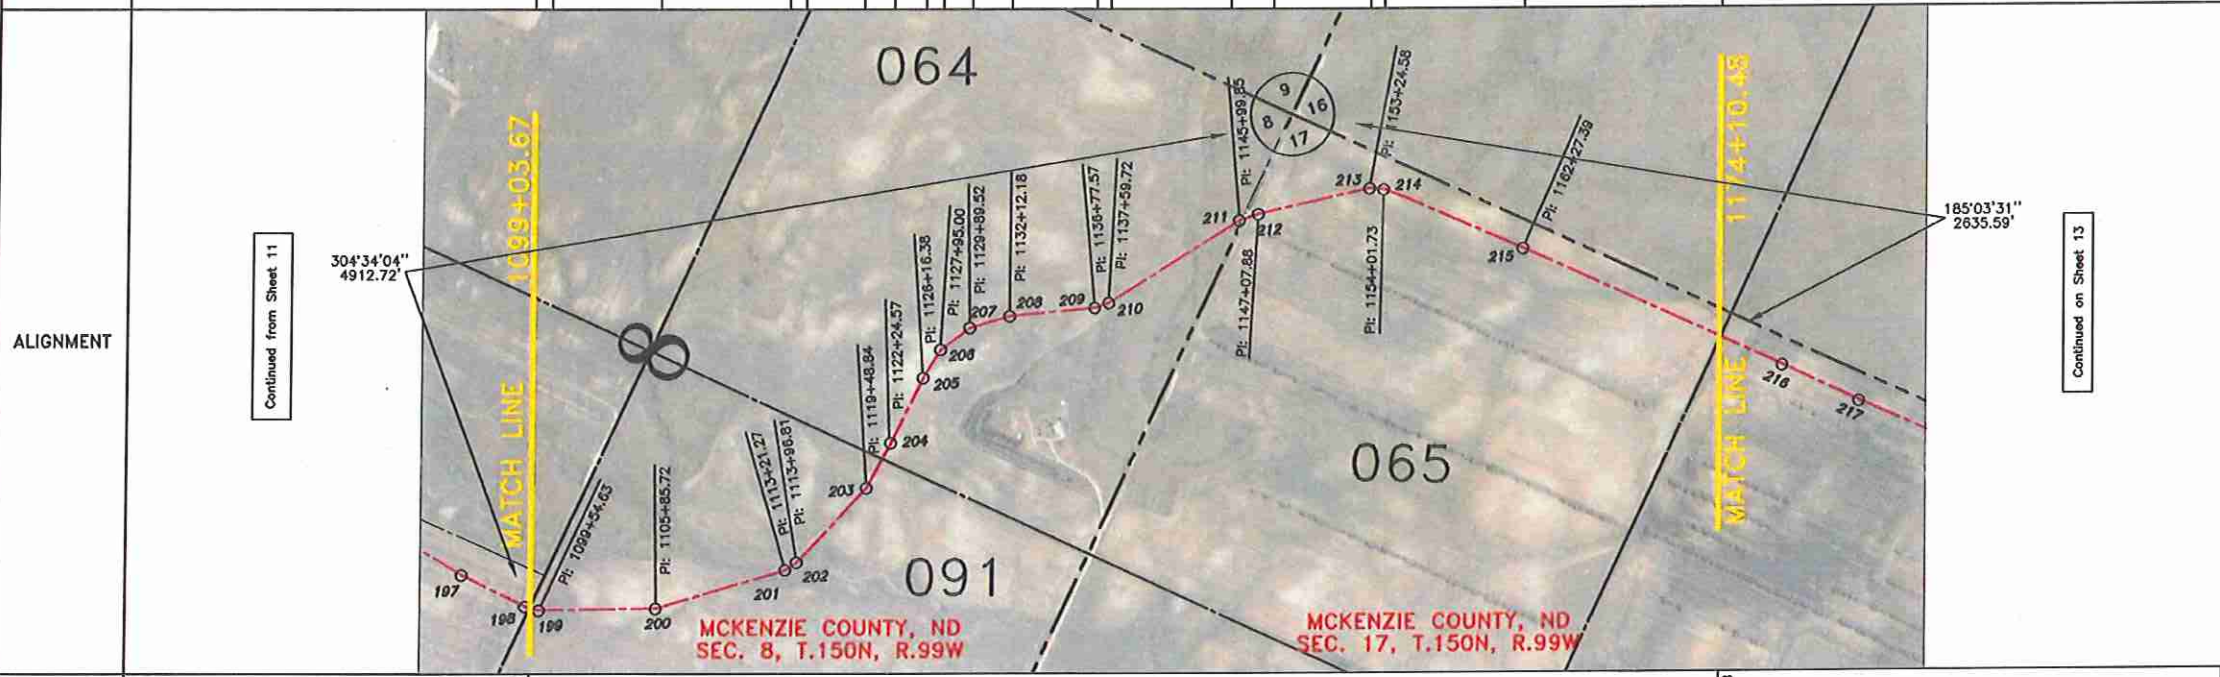 ALIGNMENT
Continued from Sheet 11
304°34'04"
4912.72'
MATCH LINE 1099+03.67
064
8
091
065
9
16
8
17
197
198
199
200
201
202
203
204
205
206
207
208
209
210
211
212
213
214
215
216
217
PI: 1099+54.63
PI: 1105+85.72
PI: 1113+21.27
PI: 1113+96.81
PI: 1119+48.84
PI: 1122+24.57
PI: 1126+16.38
PI: 1127+95.00
PI: 1129+89.52
PI: 1132+12.18
PI: 1136+77.57
PI: 1137+59.72
PI: 1145+99.85
PI: 1147+07.88
PI: 1153+24.58
PI: 1154+01.73
PI: 1162+27.39
MCKENZIE COUNTY, ND
SEC. 8, T.150N, R.99W
MCKENZIE COUNTY, ND
SEC. 17, T.150N, R.99W
MATCH LINE 1174+10.48
185°03'31"
2635.59'
Continued on Sheet 13